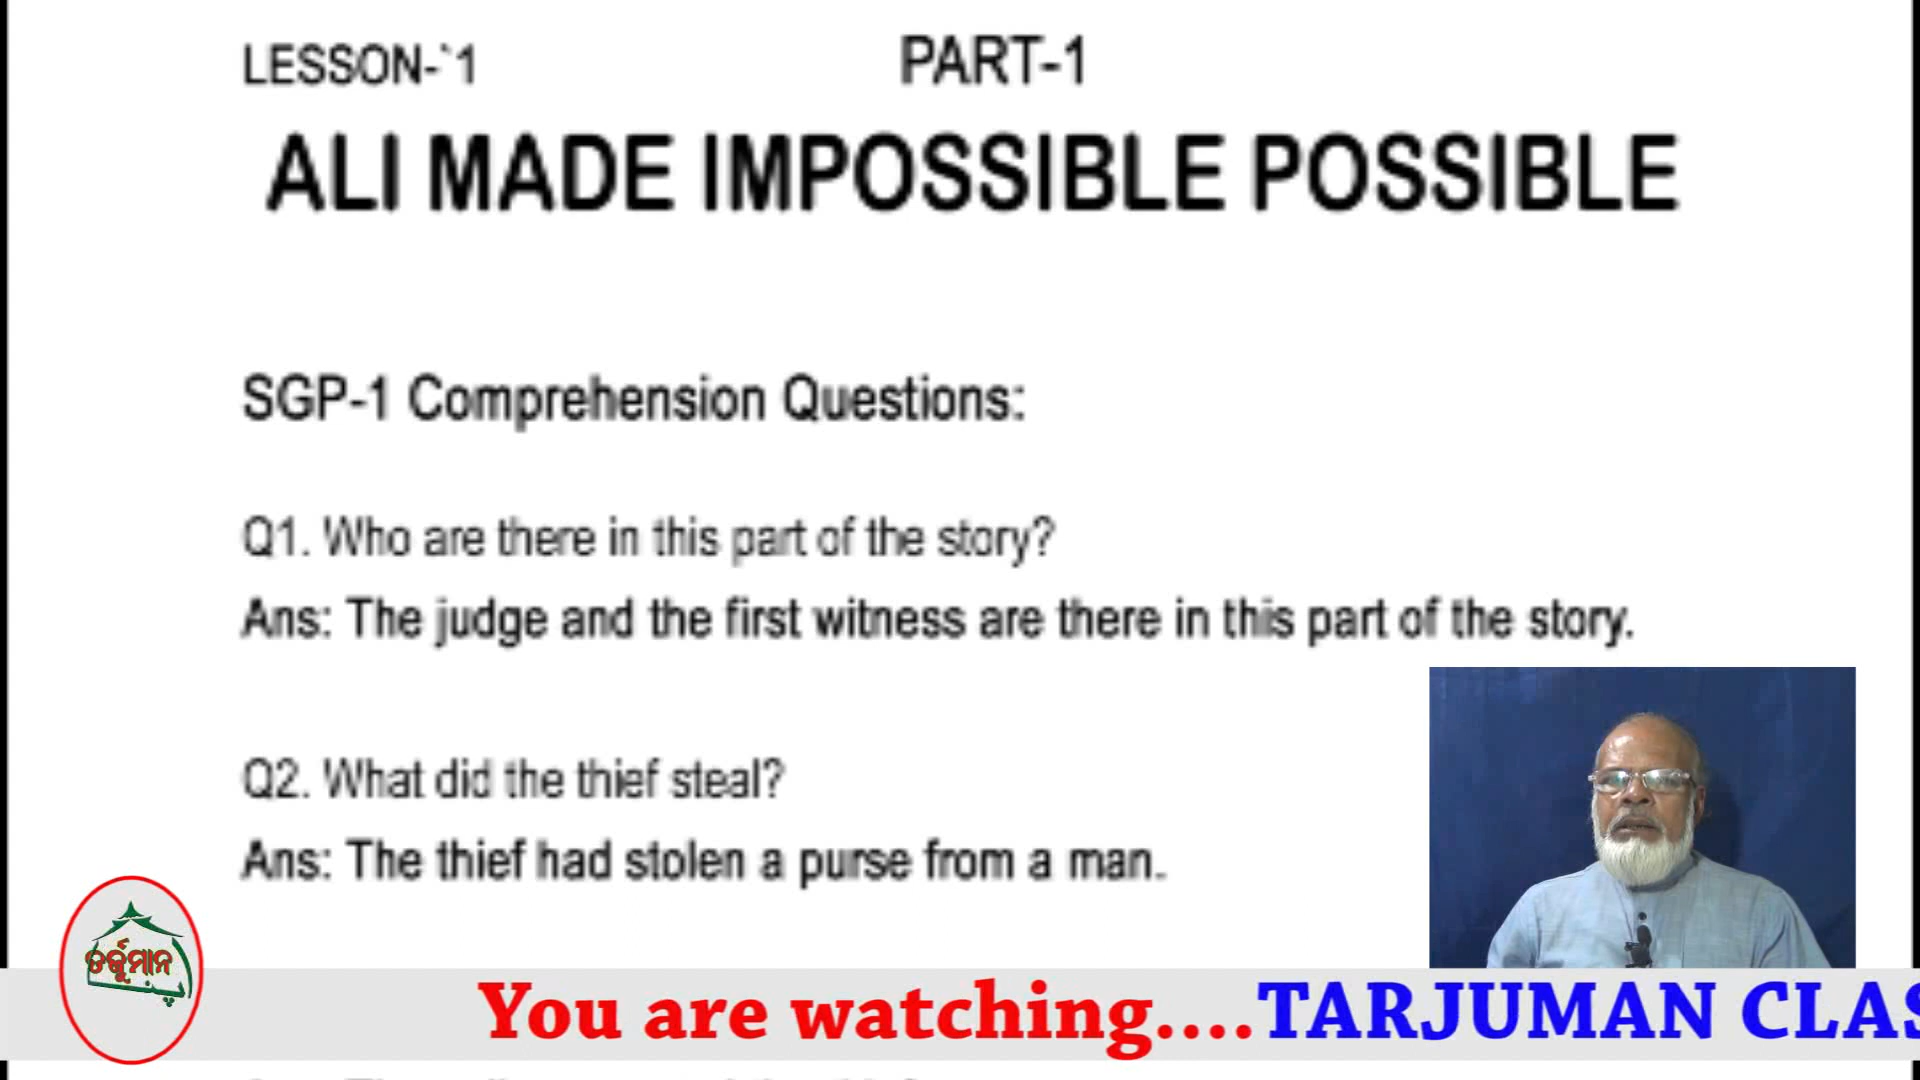 LESSON-`1
PART-1
ALI MADE IMPOSSIBLE POSSIBLE
SGP-1 Comprehension Questions:
Q1. Who are there in this part of the story?
Ans: The judge and the first witness are there in this part of the story.
Q2. What did the thief steal?
Ans: The thief had stolen a purse from a man.
ତର୍ଜୁମାନ
You are watching....TARJUMAN CLAS